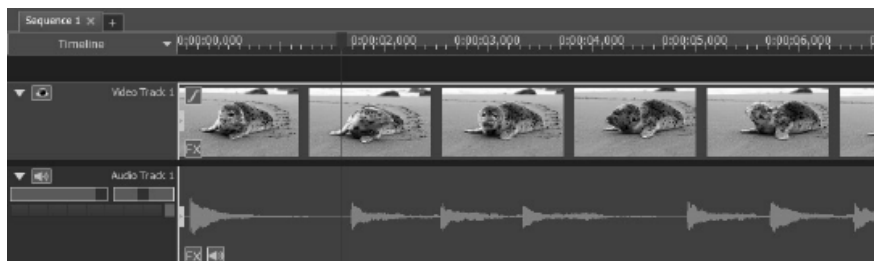 Sequence 1 × +
Timeline 0;00;00,000 0;00;02,000 0;00;03,000 0;00;04,000 0;00;05,000 0;00;06,000
Video Track 1
FX
Audio Track 1
FX